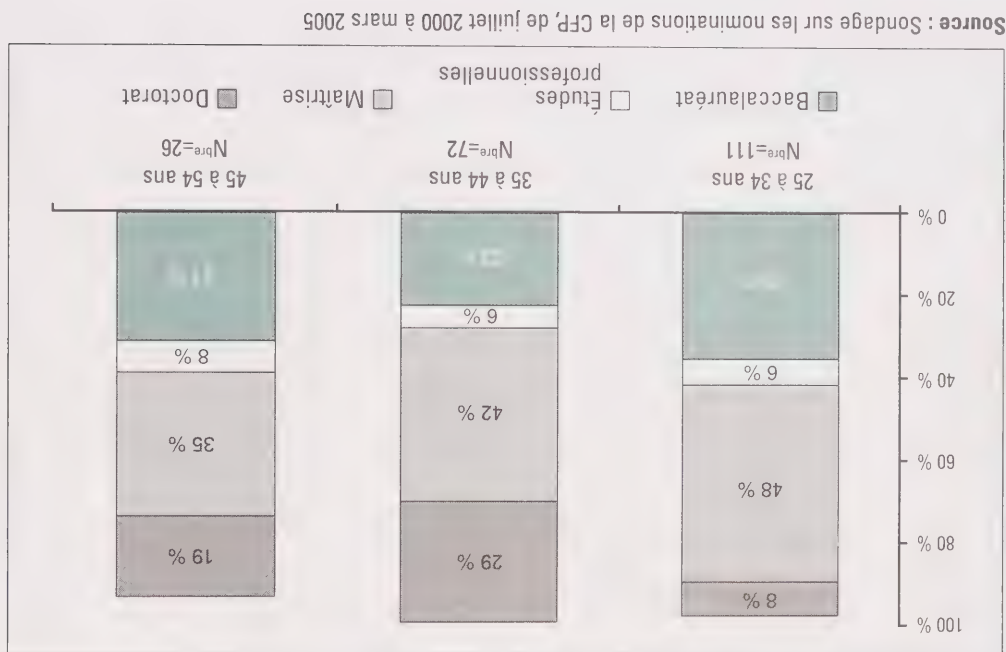 100 %
80 %
60 %
40 %
20 %
0 %
8 %
48 %
6 %
29 %
42 %
6 %
19 %
35 %
8 %
25 à 34 ans
Nbre=111
35 à 44 ans
Nbre=72
45 à 54 ans
Nbre=26
Baccalauréat
Études
professionnelles
Maîtrise
Doctorat
Source : Sondage sur les nominations de la CFP, de juillet 2000 à mars 2005